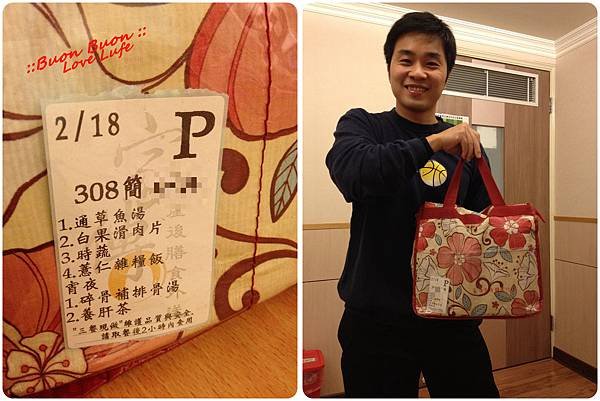 ::Buon Buon ::
Love Lufe
2/18 P
308簡
1.通草魚湯
2.白果滑肉片
3.時蔬
4.薏仁雜糧飯
宵夜
1.碎骨補排骨湯
2.養肝茶
"三餐現做"維護品質與安全,
請取餐後2小時內食用
P